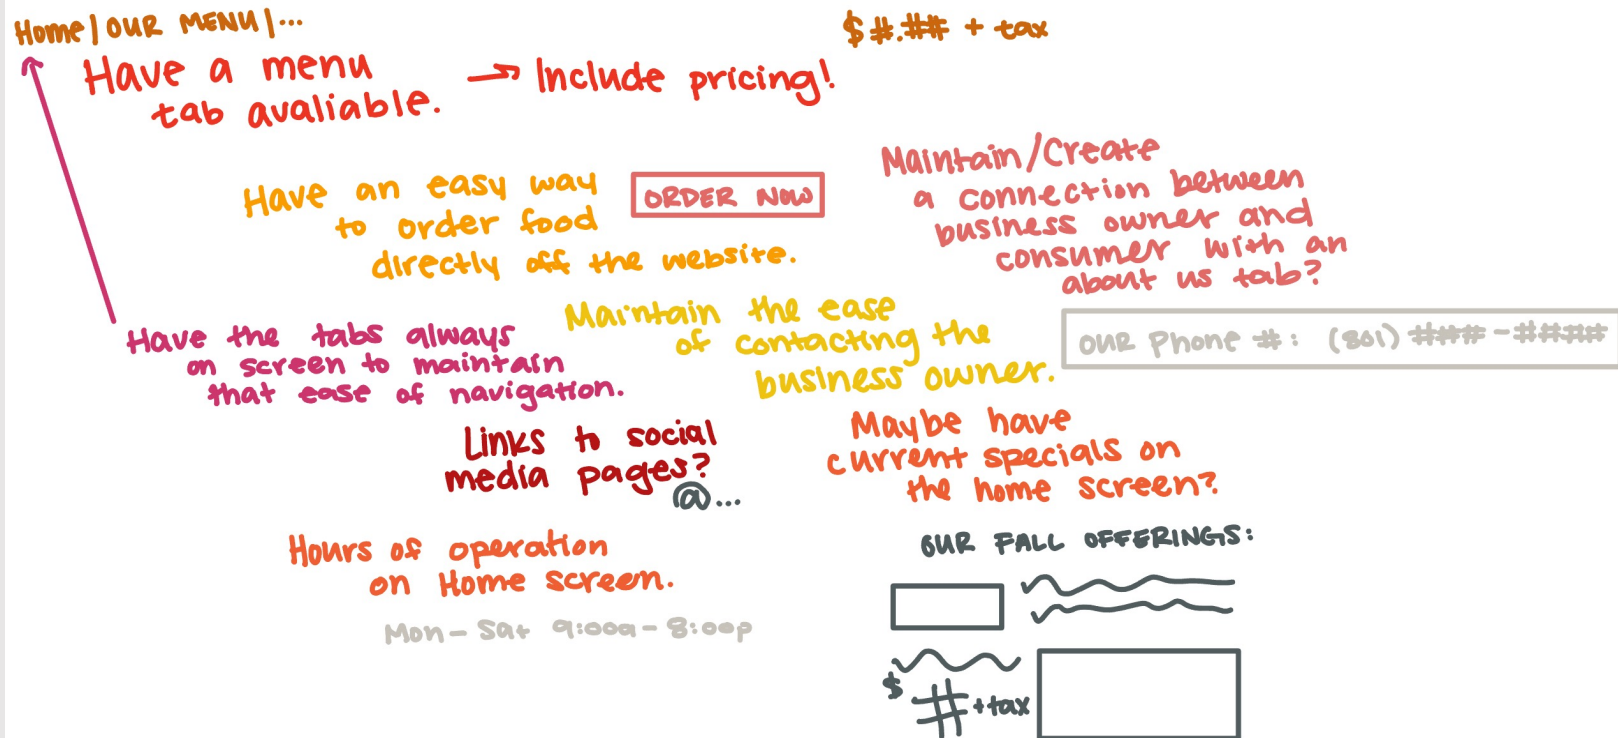 Home | OUR MENU | ...
$#.## + tax
Have a menu
tab avaliable.
→ Include pricing!
Have an easy way
to order food
directly off the website.
ORDER NOW
Maintain/Create
a connection between
business owner and
consumer with an
about us tab?
Have the tabs always
on screen to maintain
that ease of navigation.
Maintain the ease
of contacting the
business owner.
OUR Phone #: (801) ###-####
Links to social
media pages?
@...
Maybe have
current specials on
the home screen?
Hours of operation
on Home screen.
Mon-Sat 9:00a-8:00p
OUR FALL OFFERINGS:
$ # + tax